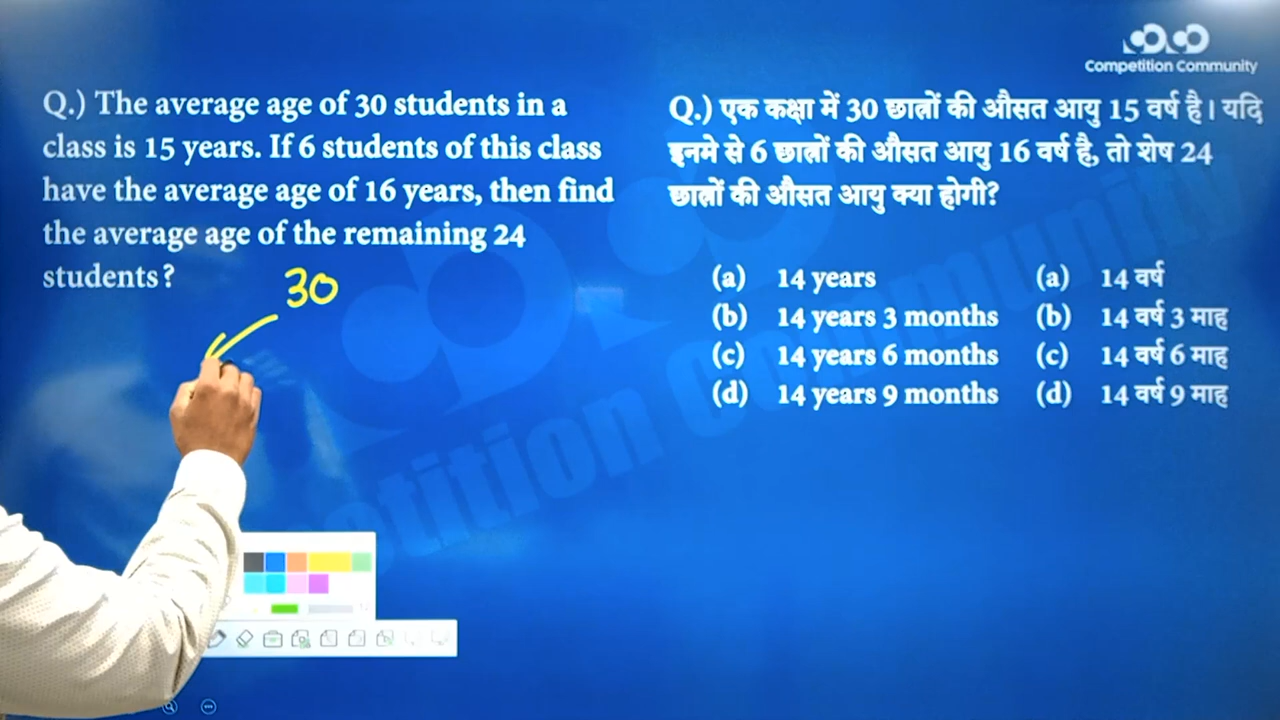 Competition Community
Q.) The average age of 30 students in a
class is 15 years. If 6 students of this class
have the average age of 16 years, then find
the average age of the remaining 24
students?
30
Q.) एक कक्षा में 30 छात्रों की औसत आयु 15 वर्ष है। यदि
इनमे से 6 छात्रों की औसत आयु 16 वर्ष है, तो शेष 24
छात्रों की औसत आयु क्या होगी?
(a) 14 years (a) 14 वर्ष
(b) 14 years 3 months (b) 14 वर्ष 3 माह
(c) 14 years 6 months (c) 14 वर्ष 6 माह
(d) 14 years 9 months (d) 14 वर्ष 9 माह